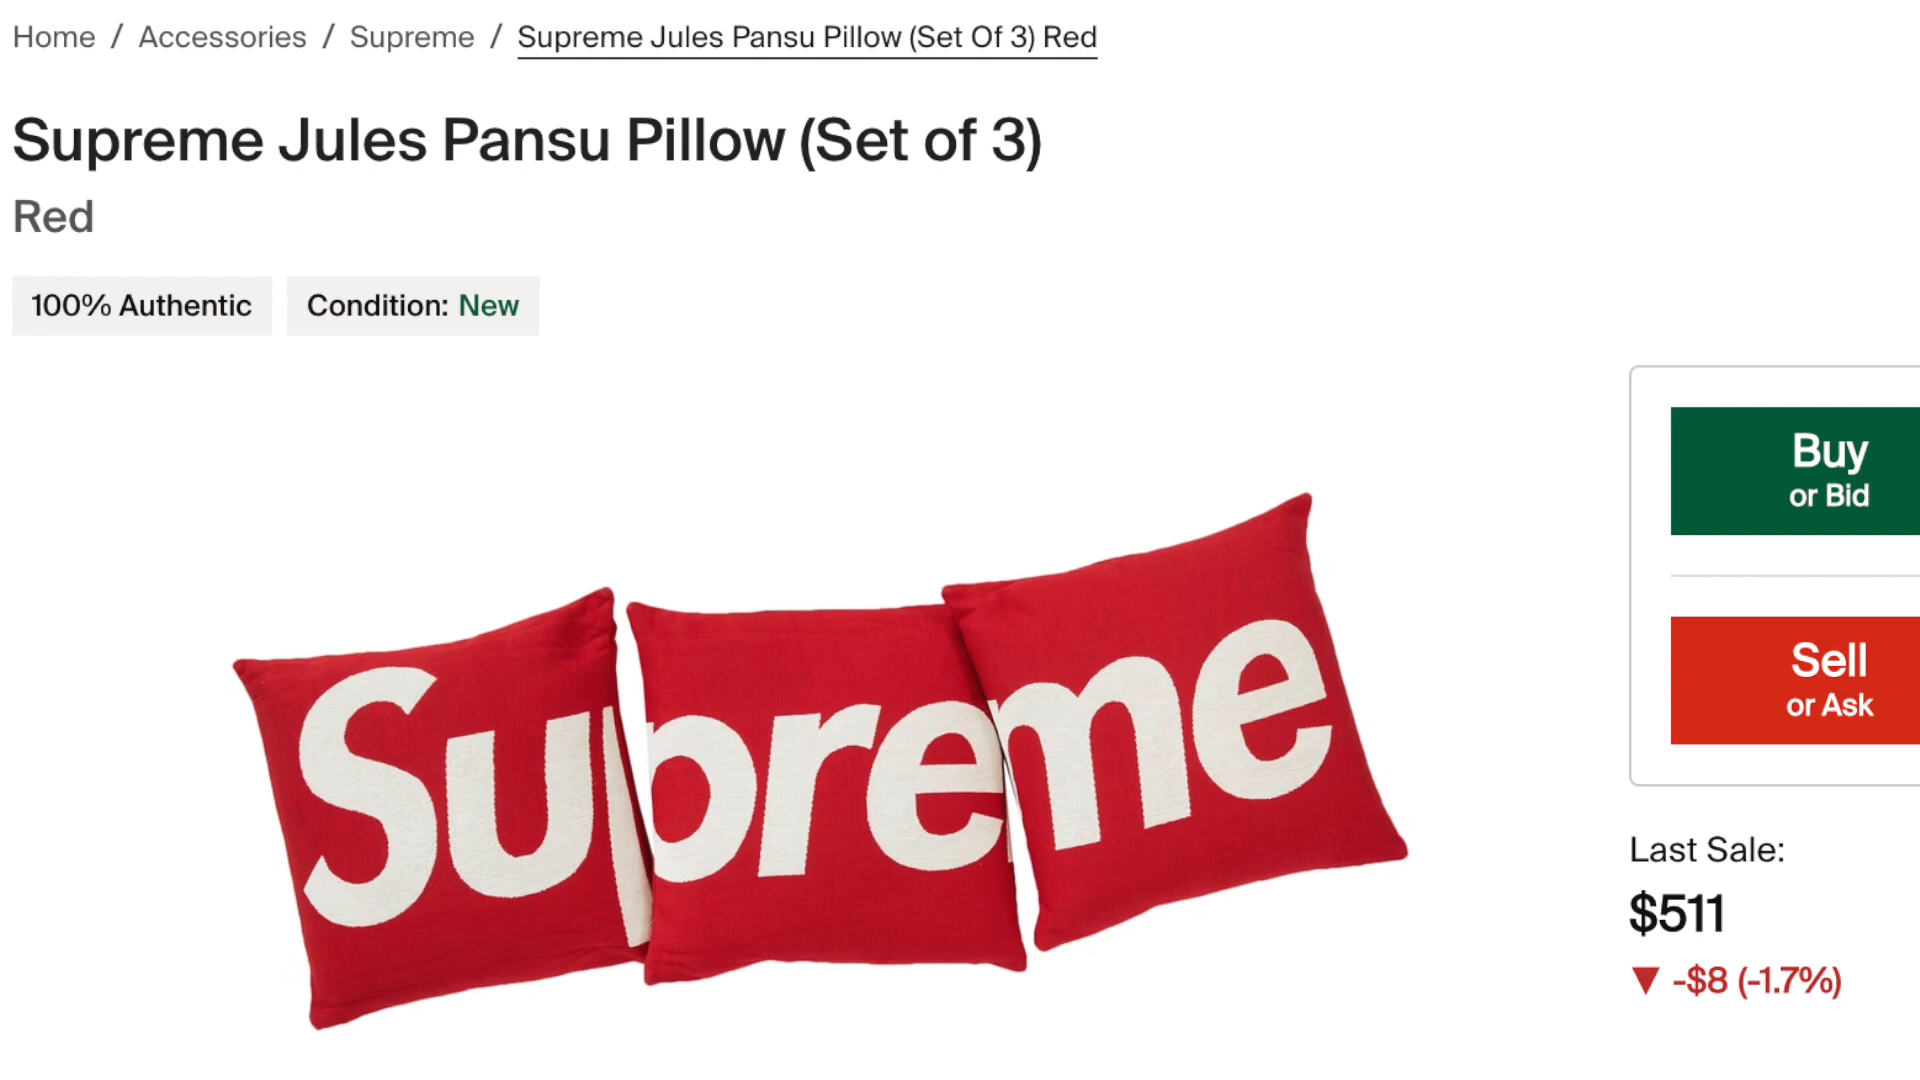 Home / Accessories / Supreme / Supreme Jules Pansu Pillow (Set Of 3) Red
Supreme Jules Pansu Pillow (Set of 3)
Red
100% Authentic
Condition: New
Supreme
Buy
or Bid
Sell
or Ask
Last Sale:
$511
▼ -$8 (-1.7%)